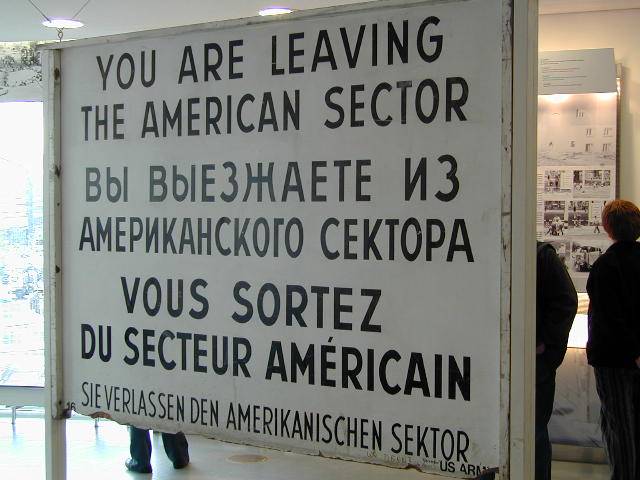 YOU ARE LEAVING
THE AMERICAN SECTOR
ВЫ ВЫЕЗЖАЕТЕ ИЗ
АМЕРИКАНСКОГО СЕКТОРА
VOUS SORTEZ
DU SECTEUR AMÉRICAIN
SIE VERLASSEN DEN AMERIKANISCHEN SEKTOR
US ARMY